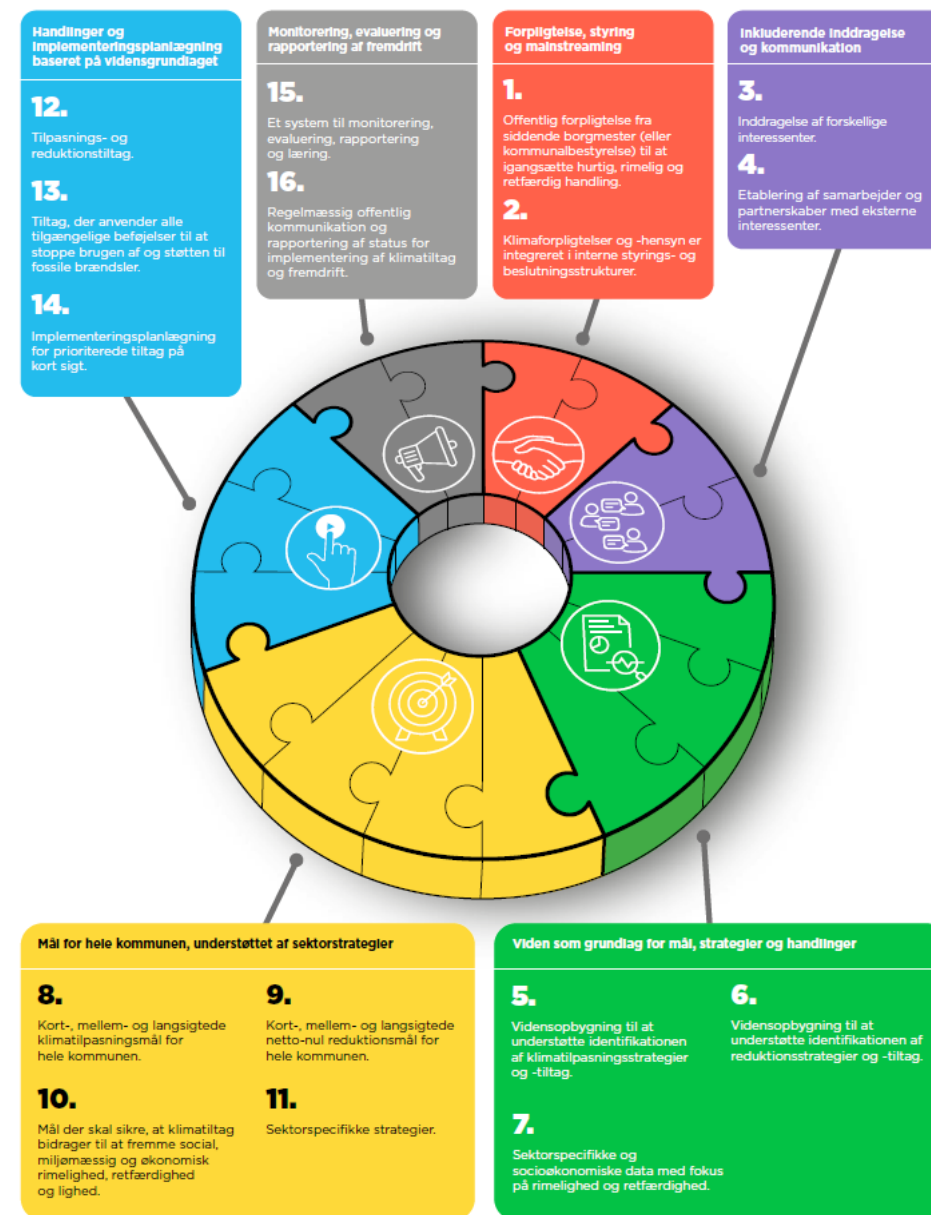 Handlinger og
implementeringsplanlægning
baseret på vidensgrundlaget
12.
Tilpasnings- og
reduktionstiltag.
13.
Tiltag, der anvender alle
tilgængelige beføjelser til at
stoppe brugen af og støtten til
fossile brændsler.
14.
Implementeringsplanlægning
for prioriterede tiltag på
kort sigt.
Monitorering, evaluering og
rapportering af fremdrift
15.
Et system til monitorering,
evaluering, rapportering
og læring.
16.
Regelmæssig offentlig
kommunikation og
rapportering af status for
implementering af klimatiltag
og fremdrift.
Forpligtelse, styring
og mainstreaming
1.
Offentlig forpligtelse fra
siddende borgmester (eller
kommunalbestyrelse) til at
igangsætte hurtig, rimelig og
retfærdig handling.
2.
Klimaforpligtelser og -hensyn er
integreret i interne styrings- og
beslutningsstrukturer.
Inkluderende inddragelse
og kommunikation
3.
Inddragelse af forskellige
interessenter.
4.
Etablering af samarbejder og
partnerskaber med eksterne
interessenter.
Mål for hele kommunen, understøttet af sektorstrategier
8.
Kort-, mellem- og langsigtede
klimatilpasningsmål for
hele kommunen.
9.
Kort-, mellem- og langsigtede
netto-nul reduktionsmål for
hele kommunen.
10.
Mål der skal sikre, at klimatiltag
bidrager til at fremme social,
miljømæssig og økonomisk
rimelighed, retfærdighed
og lighed.
11.
Sektorspecifikke strategier.
Viden som grundlag for mål, strategier og handlinger
5.
Vidensopbygning til at
understøtte identifikationen
af klimatilpasningsstrategier
og -tiltag.
6.
Vidensopbygning til at
understøtte identifikationen af
reduktionsstrategier og -tiltag.
7.
Sektorspecifikke og
socioøkonomiske data med fokus
på rimelighed og retfærdighed.